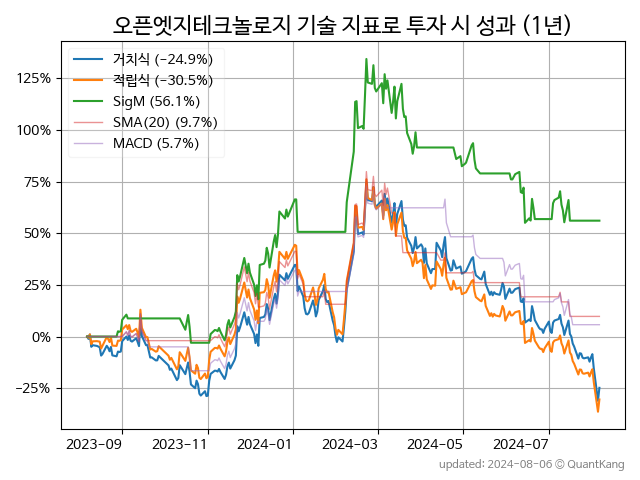 오픈엣지테크놀로지 기술 지표로 투자 시 성과 (1년)
거치식 (−24.9%)
적립식 (−30.5%)
SigM (56.1%)
SMA(20) (9.7%)
MACD (5.7%)
125%
100%
75%
50%
25%
0%
−25%
2023-09 2023-11 2024-01 2024-03 2024-05 2024-07
updated: 2024-08-06 © QuantKang